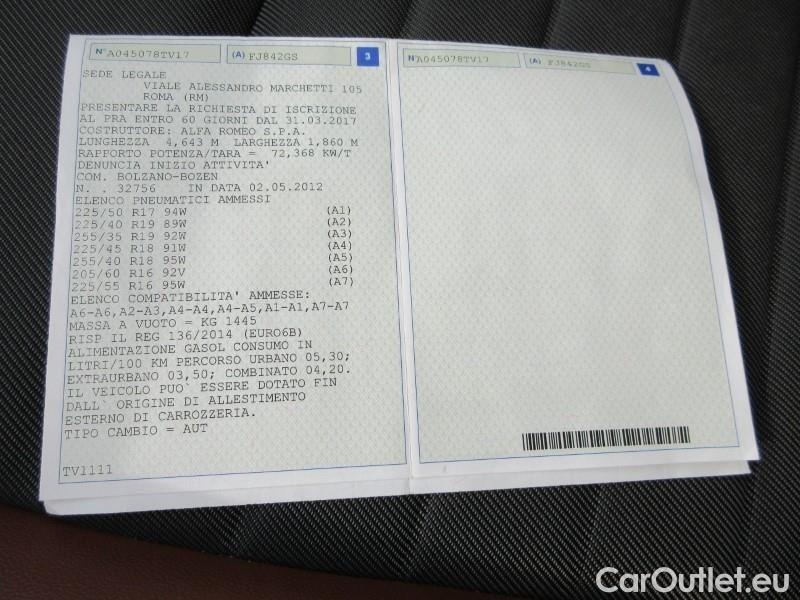 N° A045078TV17 (A) FJ842GS 3
SEDE LEGALE
VIALE ALESSANDRO MARCHETTI 105
ROMA (RM)
PRESENTARE LA RICHIESTA DI ISCRIZIONE
AL PRA ENTRO 60 GIORNI DAL 31.03.2017
COSTRUTTORE: ALFA ROMEO S.P.A.
LUNGHEZZA 4,643 M LARGHEZZA 1,860 M
RAPPORTO POTENZA/TARA = 72,368 KW/T
DENUNCIA INIZIO ATTIVITA'
COM. BOLZANO-BOZEN
N. . 32756 IN DATA 02.05.2012
ELENCO PNEUMATICI AMMESSI
225/50 R17 94W (A1)
225/40 R19 89W (A2)
255/35 R19 92W (A3)
225/45 R18 91W (A4)
255/40 R18 95W (A5)
205/60 R16 92V (A6)
225/55 R16 95W (A7)
ELENCO COMPATIBILITA' AMMESSE:
A6-A6,A2-A3,A4-A4,A4-A5,A1-A1,A7-A7
MASSA A VUOTO = KG 1445
RISP IL REG 136/2014 (EURO6B)
ALIMENTAZIONE GASOL CONSUMO IN
LITRI/100 KM PERCORSO URBANO 05,30;
EXTRAURBANO 03,50; COMBINATO 04,20.
IL VEICOLO PUO` ESSERE DOTATO FIN
DALL` ORIGINE DI ALLESTIMENTO
ESTERNO DI CARROZZERIA.
TIPO CAMBIO = AUT
TV1111
N° A045078TV17 (A) FJ842GS 4
CarOutlet.eu